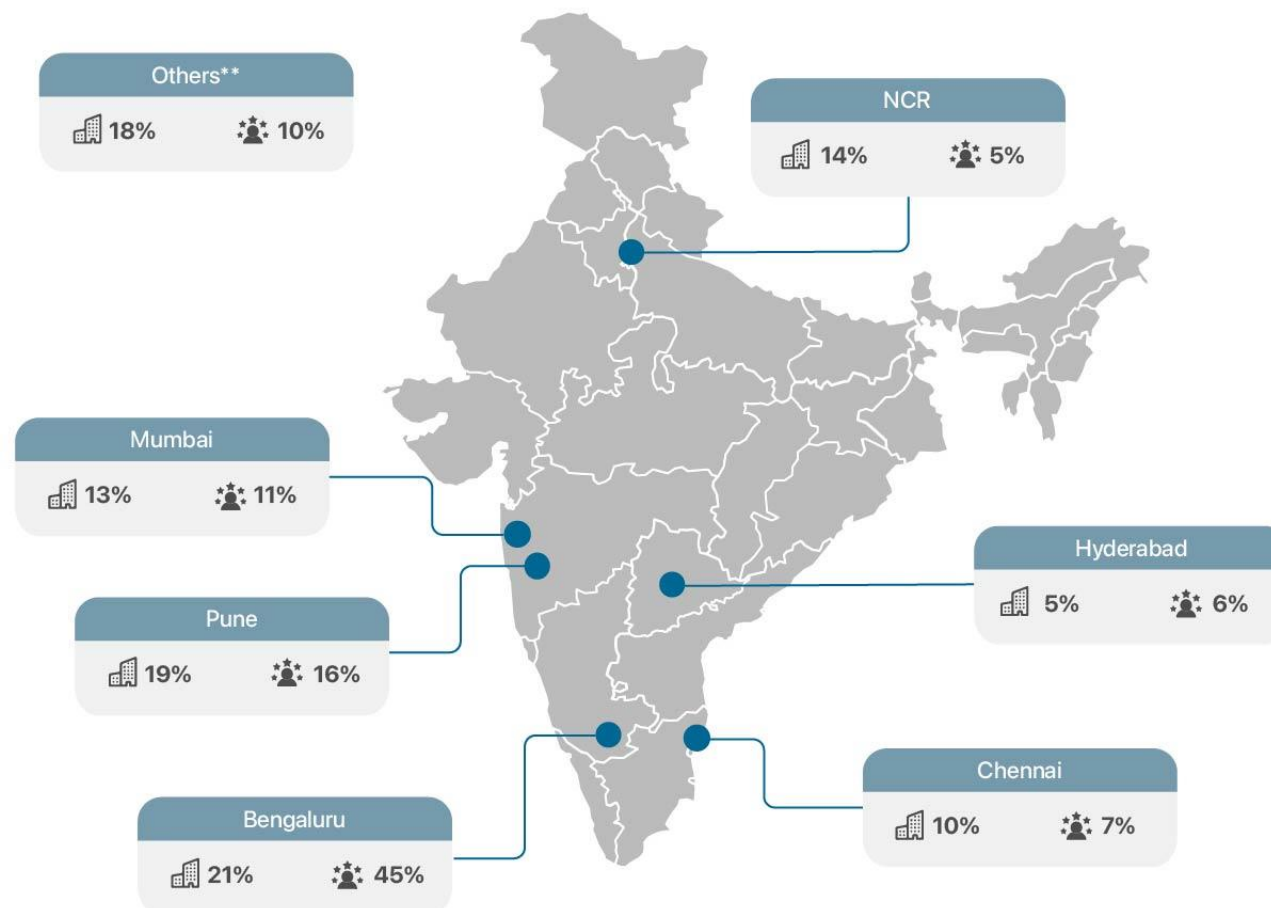 Others**
18% 10%
NCR
14% 5%
Mumbai
13% 11%
Hyderabad
5% 6%
Pune
19% 16%
Chennai
10% 7%
Bengaluru
21% 45%